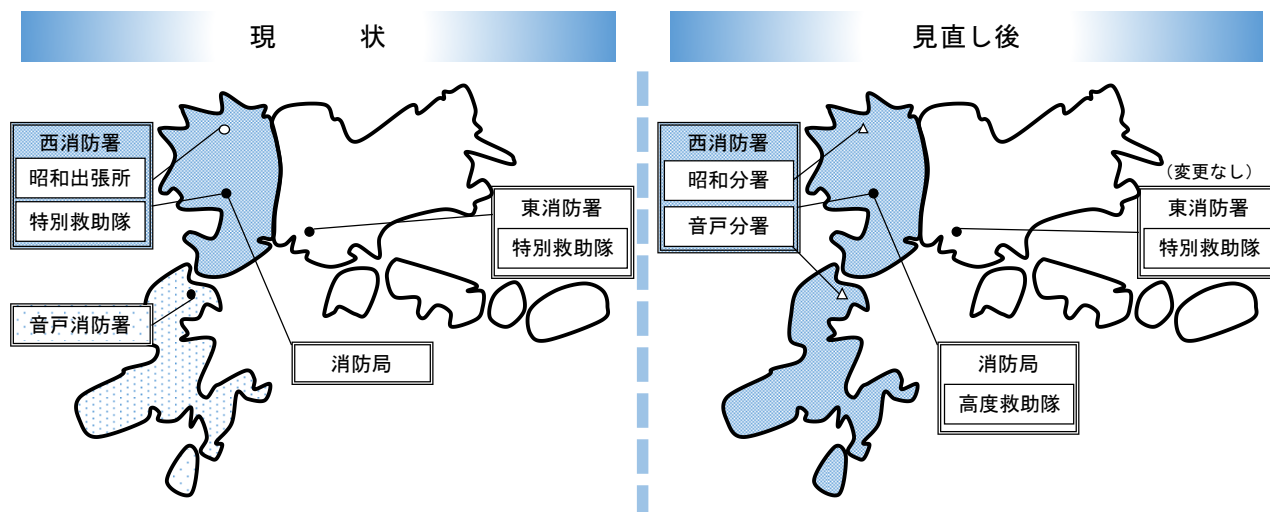 現　状
西消防署
昭和出張所
特別救助隊
東消防署
特別救助隊
音戸消防署
消防局
見直し後
西消防署
昭和分署
音戸分署
（変更なし）
東消防署
特別救助隊
消防局
高度救助隊